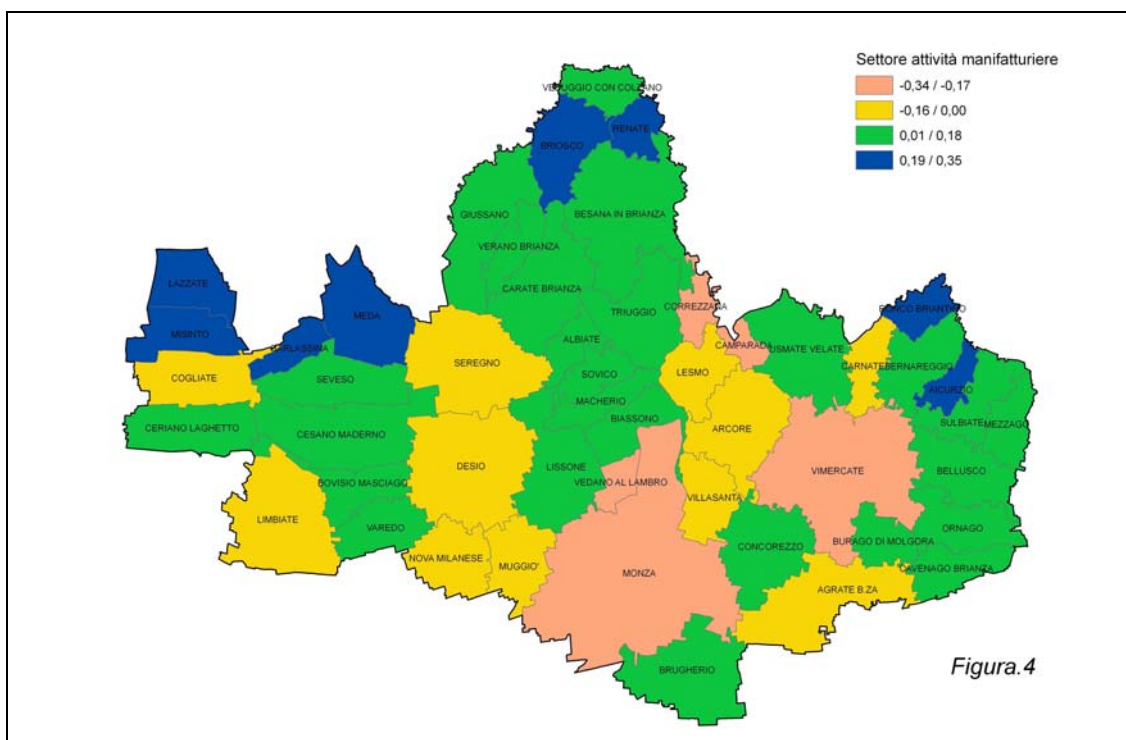 Settore attività manifatturiere
-0,34 / -0,17
-0,16 / 0,00
0,01 / 0,18
0,19 / 0,35
VEDUGGIO CON COLZANO
RENATE
BRIOSCO
GIUSSANO
BESANA IN BRIANZA
VERANO BRIANZA
CARATE BRIANZA
TRIUGGIO
CORREZZANA
LAZZATE
MISINTO
MEDA
BARLASSINA
COGLIATE
SEVESO
SEREGNO
ALBIATE
SOVICO
MACHERIO
BIASSONO
LESMO
CAMPARADA
USMATE VELATE
CARNATE
RONCO BRIANTINO
BERNAREGGIO
AICURZIO
SULBIATE
MEZZAGO
CERIANO LAGHETTO
CESANO MADERNO
DESIO
LISSONE
VEDANO AL LAMBRO
ARCORE
VILLASANTA
VIMERCATE
BELLUSCO
BOVISIO MASCIAGO
LIMBIATE
VAREDO
NOVA MILANESE
MUGGIO'
MONZA
CONCOREZZO
BURAGO DI MOLGORA
ORNAGO
CAVENAGO BRIANZA
AGRATE B.ZA
BRUGHERIO
Figura.4